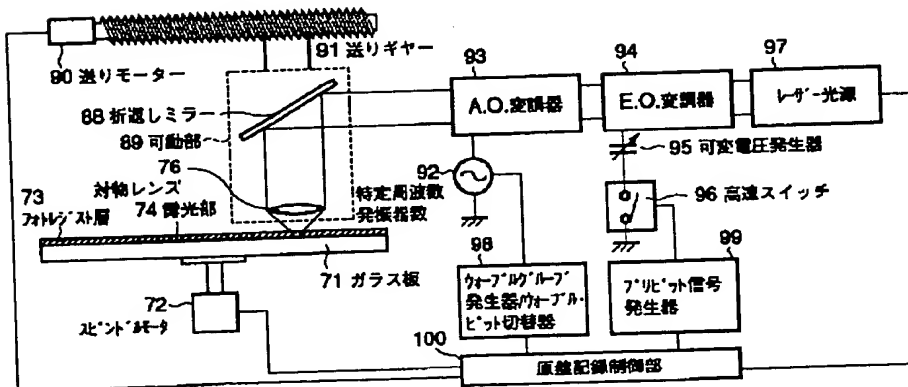 91 送りギヤー
90 送りモーター
93
A.O.変調器
94
E.O.変調器
97
レーザー光源
88 折返しミラー
89 可動部
95 可変電圧発生器
92
96 高速スイッチ
76
対物レンズ
特定周波数
発振器数
73
フォトレジスト層
74 露光部
71 ガラス板
98
ウォーブルグルーブ
発生器/ウォーブル・
ピット切替器
99
プリピット信号
発生器
72
スピンドルモータ
100
原盤記録制御部